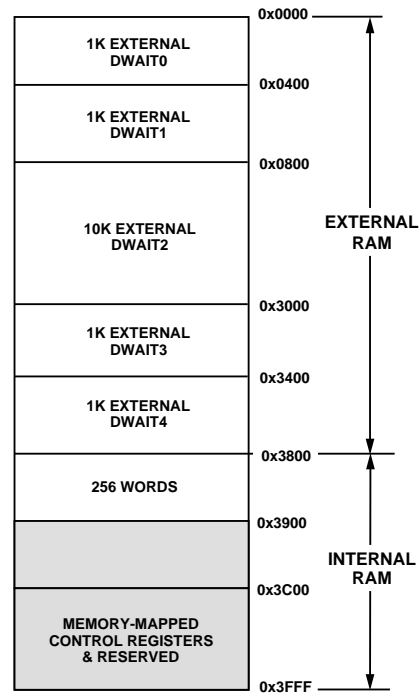 0x0000
1K EXTERNAL
DWAIT0
0x0400
1K EXTERNAL
DWAIT1
0x0800
10K EXTERNAL
DWAIT2
EXTERNAL
RAM
0x3000
1K EXTERNAL
DWAIT3
0x3400
1K EXTERNAL
DWAIT4
0x3800
256 WORDS
0x3900
INTERNAL
RAM
0x3C00
MEMORY-MAPPED
CONTROL REGISTERS
& RESERVED
0x3FFF